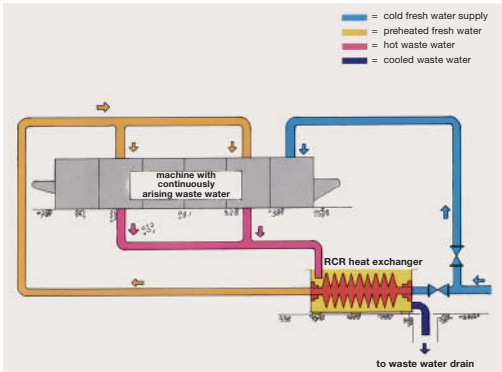 = cold fresh water supply
= preheated fresh water
= hot waste water
= cooled waste water
machine with
continuously
arising waste water
RCR heat exchanger
to waste water drain